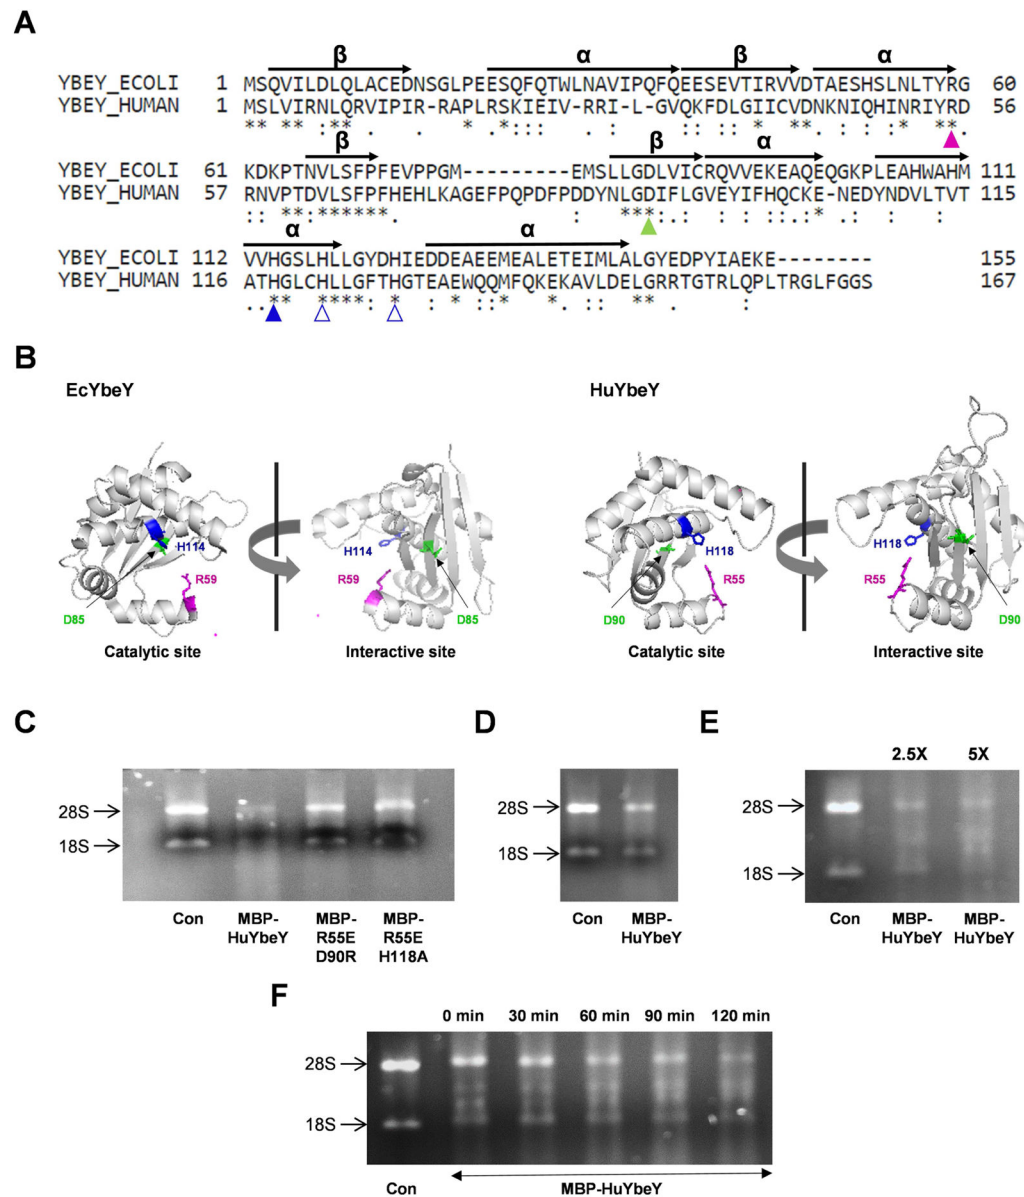 A
β α β α
YBEY_ECOLI 1 MSQVILDLQLACEDNSGLPEESQFQTWLNAVIPQFQEESEVTIRVVDTAESHSLNLTYRG 60
YBEY_HUMAN 1 MSLVIRNLQRVIPIR-RAPLRSKIEIV-RRI-L-GVQKFDLGIICVDNKNIQHINRIYRD 56
β β α
YBEY_ECOLI 61 KDKPTNVLSFPFEVPPGM---------EMSLLGDLVICRQVVEKEAQEQGKPLEAHWAHM 111
YBEY_HUMAN 57 RNVPTDVLSFPFHEHLKAGEFPQPDFPDDYNLGDIFLGVEYIFHQCKE-NEDYNDVLTVT 115
α α
YBEY_ECOLI 112 VVHGSLHLLGYDHIEDDEAEEMEALETEIMLALGYEDPYIAEKE-------- 155
YBEY_HUMAN 116 ATHGLCHLLGFTHGTEAEWQQMFQKEKAVLDELGRRTGTRLQPLTRGLFGGS 167
B
EcYbeY HuYbeY
H114 R59 D85 H114 R59 D85 H118 R55 D90 H118 R55 D90
Catalytic site Interactive site Catalytic site Interactive site
C
28S
18S
Con MBP-HuYbeY MBP-R55E D90R MBP-R55E H118A
D
28S
18S
Con MBP-HuYbeY
E
2.5X 5X
28S
18S
Con MBP-HuYbeY MBP-HuYbeY
F
0 min 30 min 60 min 90 min 120 min
28S
18S
Con MBP-HuYbeY